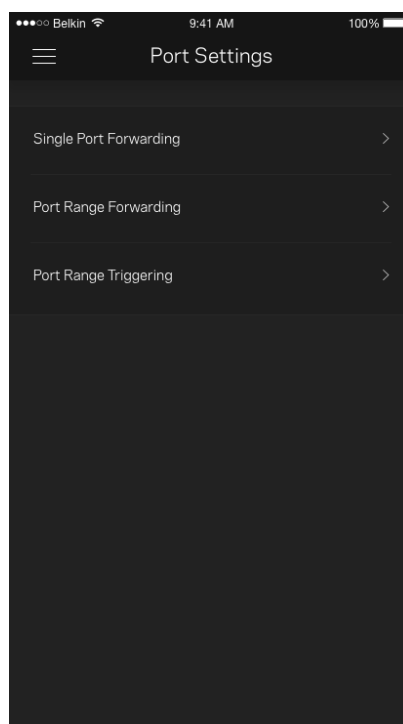 Belkin 9:41 AM 100%
Port Settings
Single Port Forwarding
Port Range Forwarding
Port Range Triggering